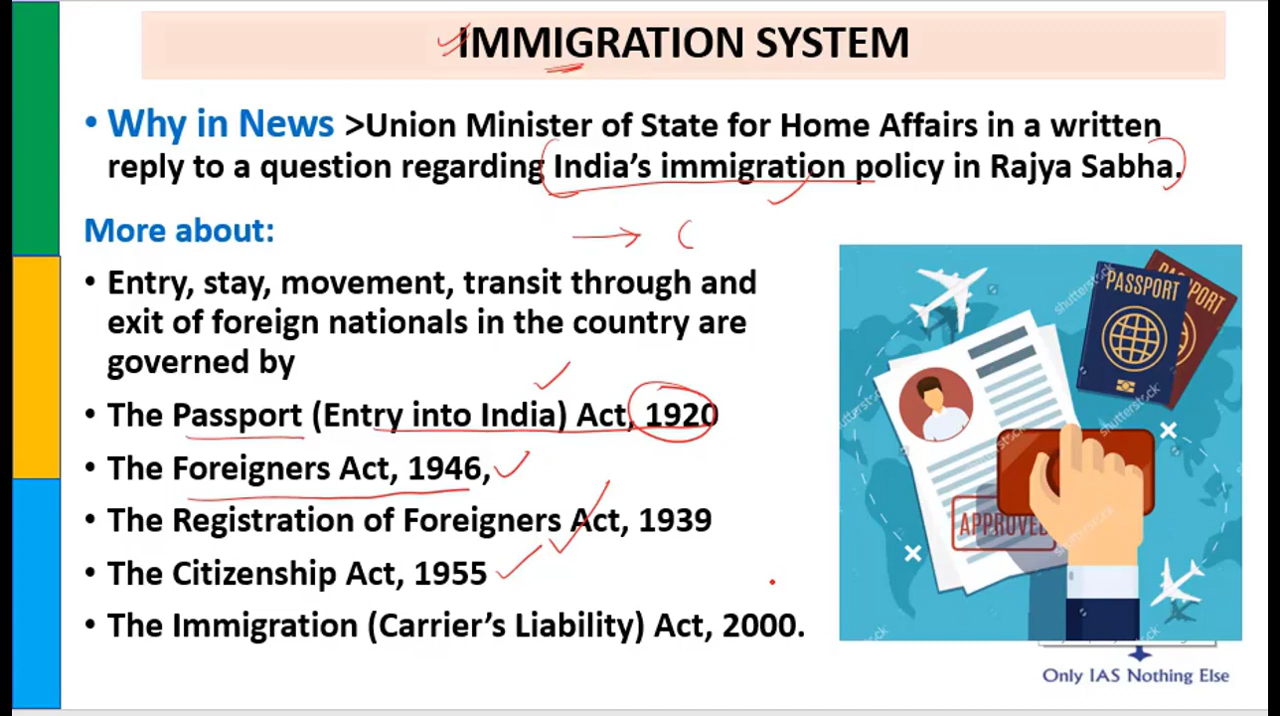 IMMIGRATION SYSTEM
• Why in News >Union Minister of State for Home Affairs in a written
reply to a question regarding India's immigration policy in Rajya Sabha.
More about:
• Entry, stay, movement, transit through and
exit of foreign nationals in the country are
governed by
• The Passport (Entry into India) Act, 1920
• The Foreigners Act, 1946,
• The Registration of Foreigners Act, 1939
• The Citizenship Act, 1955
• The Immigration (Carrier's Liability) Act, 2000.
PASSPORT
PORT
APPROVED
shutterstock
Only IAS Nothing Else